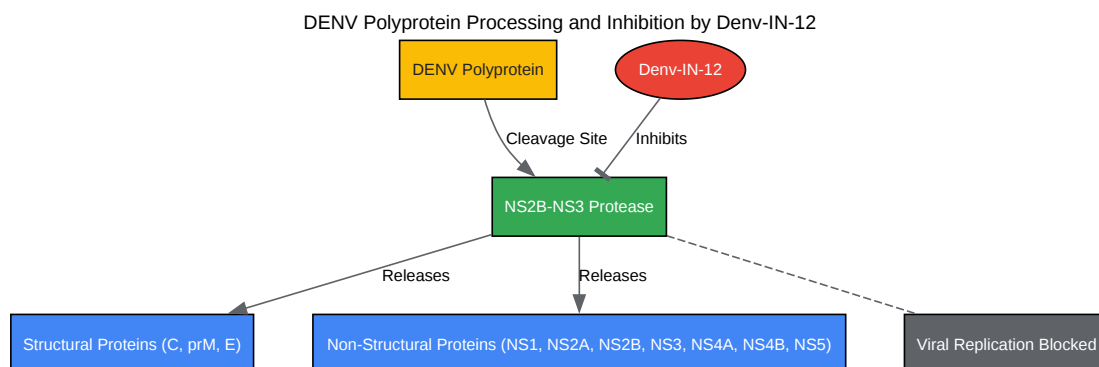 DENV Polyprotein Processing and Inhibition by Denv-IN-12
DENV Polyprotein
Denv-IN-12
Cleavage Site
Inhibits
NS2B-NS3 Protease
Releases
Releases
Structural Proteins (C, prM, E)
Non-Structural Proteins (NS1, NS2A, NS2B, NS3, NS4A, NS4B, NS5)
Viral Replication Blocked